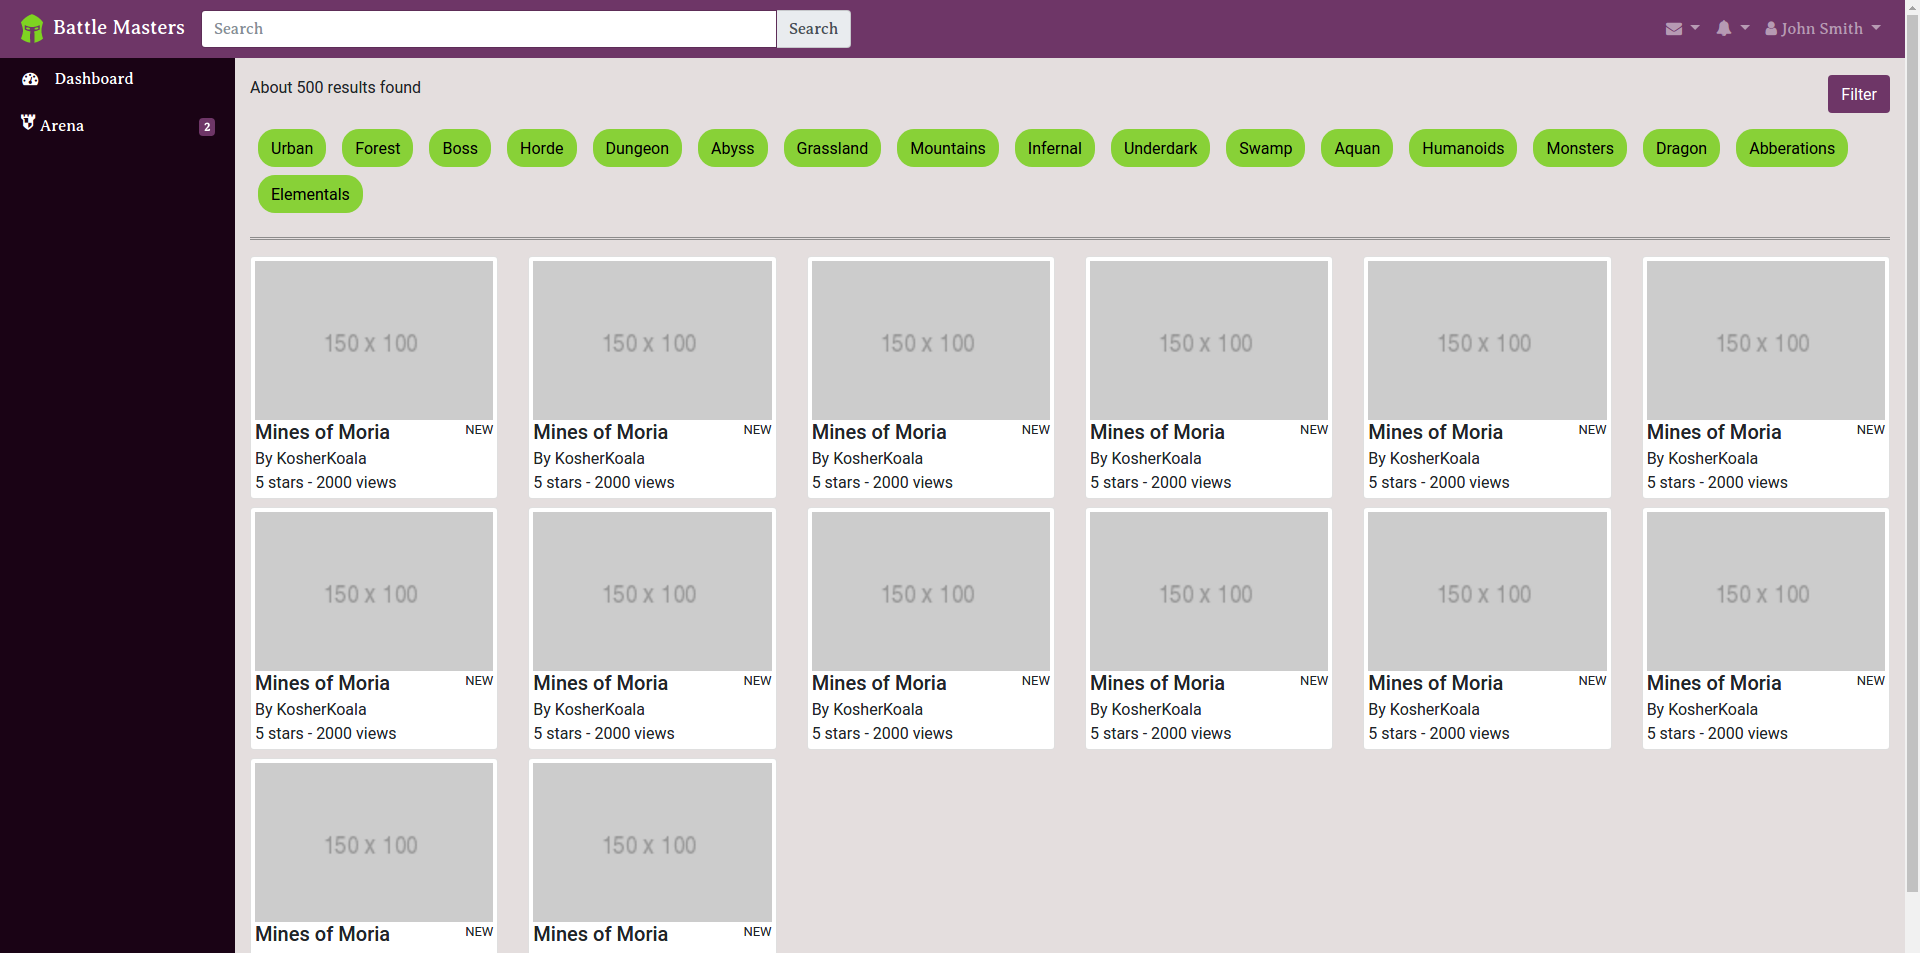 Battle Masters Search Search John Smith
Dashboard
Arena 2
About 500 results found Filter
Urban Forest Boss Horde Dungeon Abyss Grassland Mountains Infernal Underdark Swamp Aquan Humanoids Monsters Dragon Abberations
Elementals
150 x 100 150 x 100 150 x 100 150 x 100 150 x 100 150 x 100
Mines of Moria NEW Mines of Moria NEW Mines of Moria NEW Mines of Moria NEW Mines of Moria NEW Mines of Moria NEW
By KosherKoala By KosherKoala By KosherKoala By KosherKoala By KosherKoala By KosherKoala
5 stars - 2000 views 5 stars - 2000 views 5 stars - 2000 views 5 stars - 2000 views 5 stars - 2000 views 5 stars - 2000 views
150 x 100 150 x 100 150 x 100 150 x 100 150 x 100 150 x 100
Mines of Moria NEW Mines of Moria NEW Mines of Moria NEW Mines of Moria NEW Mines of Moria NEW Mines of Moria NEW
By KosherKoala By KosherKoala By KosherKoala By KosherKoala By KosherKoala By KosherKoala
5 stars - 2000 views 5 stars - 2000 views 5 stars - 2000 views 5 stars - 2000 views 5 stars - 2000 views 5 stars - 2000 views
150 x 100 150 x 100
Mines of Moria NEW Mines of Moria NEW